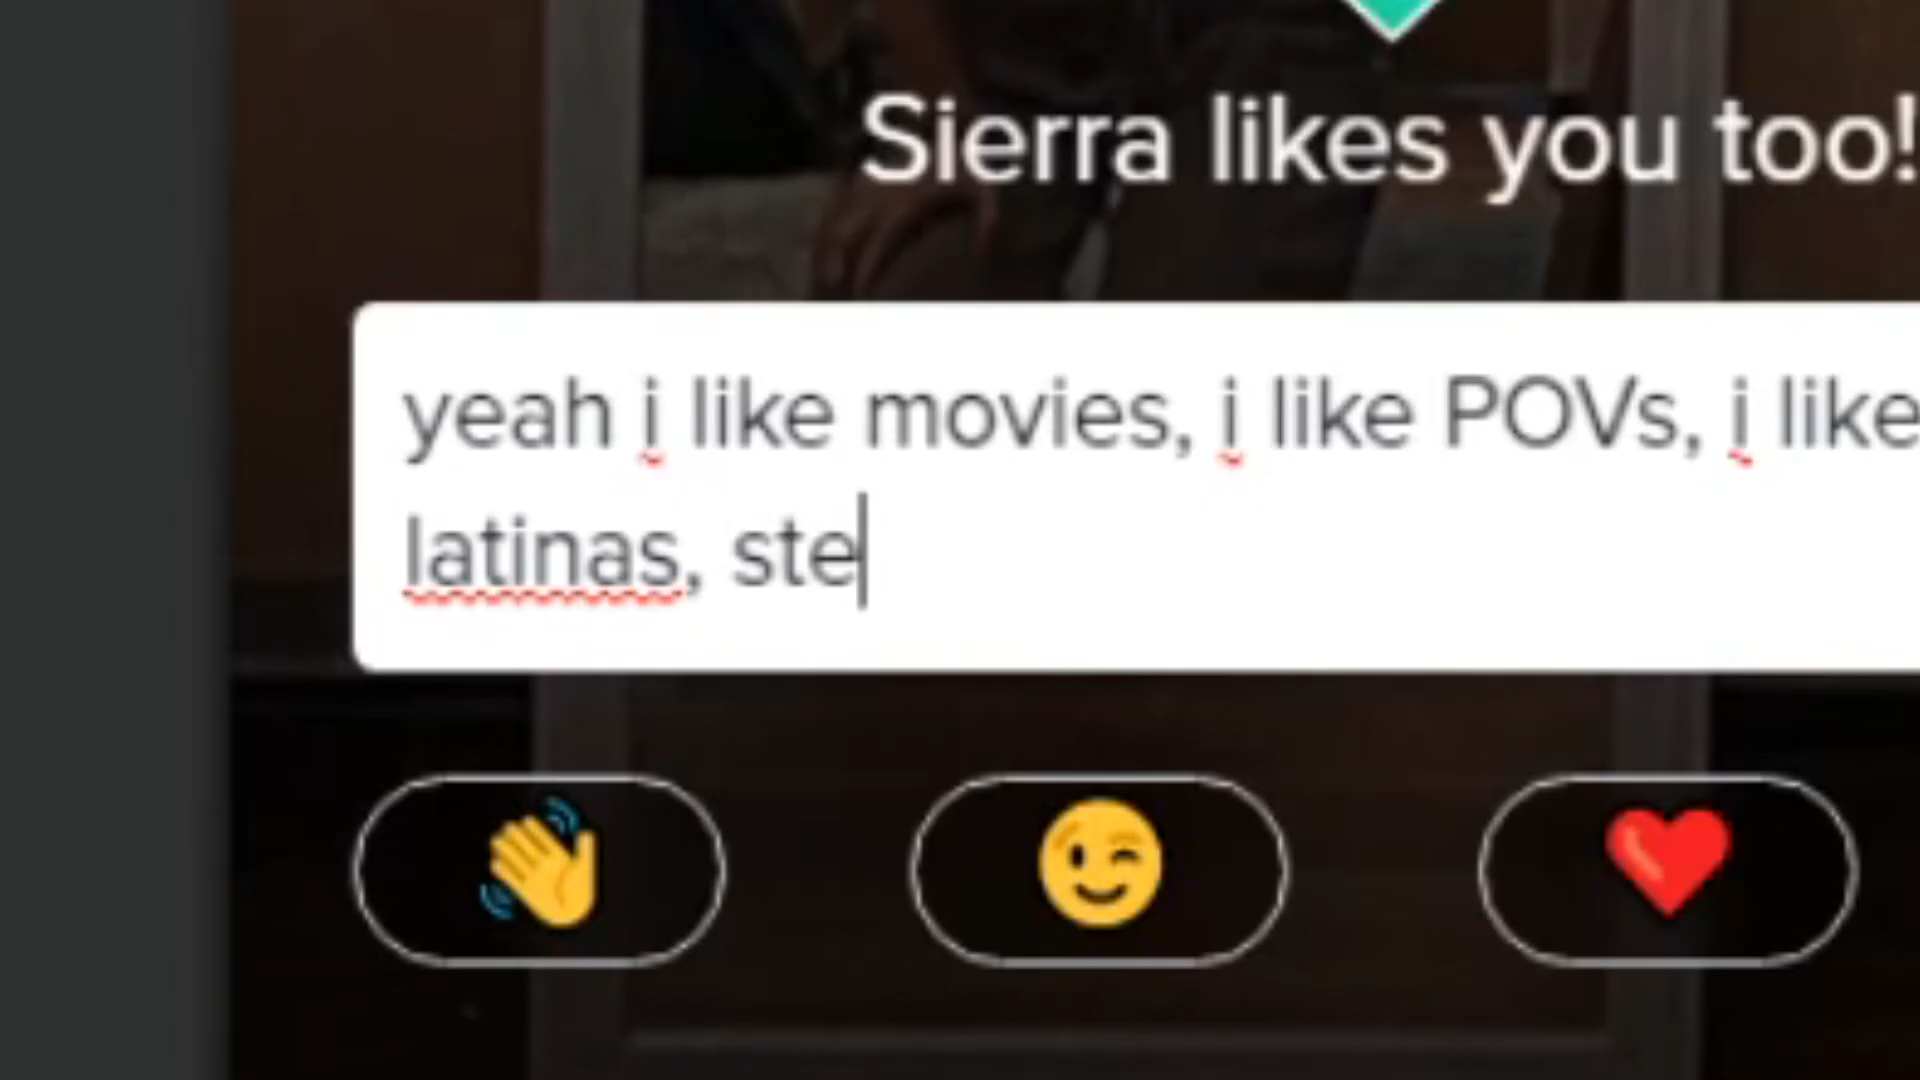 Sierra likes you too!
yeah i like movies, i like POVs, i like
latinas, ste